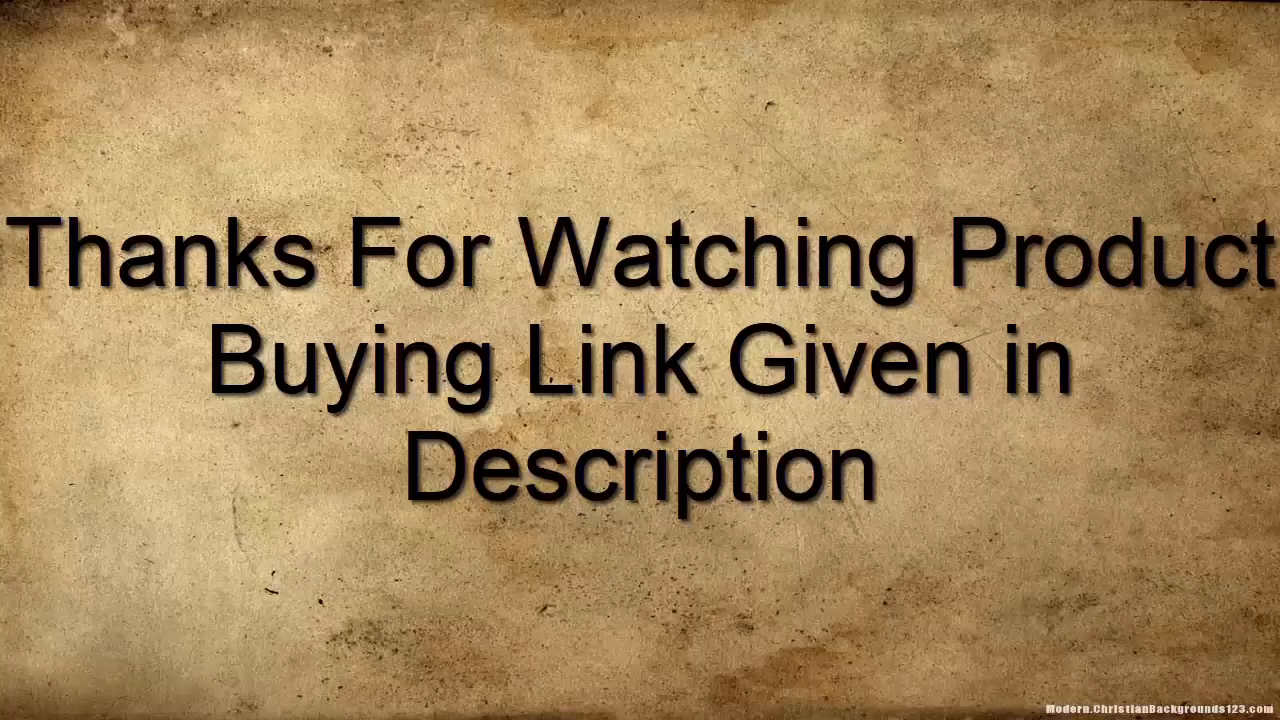 Thanks For Watching Product
Buying Link Given in
Description
Modern.ChristianBackgrounds123.com